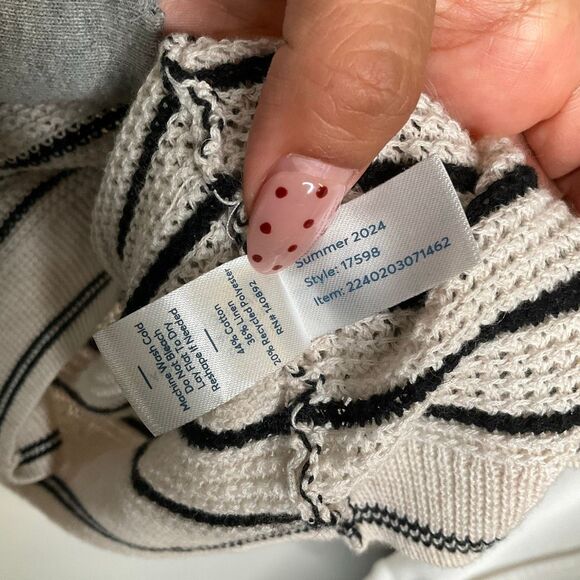 Summer 2024
Style: 17598
Item: 2240203071462
RN# 140892
20% Recycled Polyester
36% Linen
44% Cotton
Reshape if Needed
Lay Flat To Dry
Do Not Bleach
Machine Wash Cold